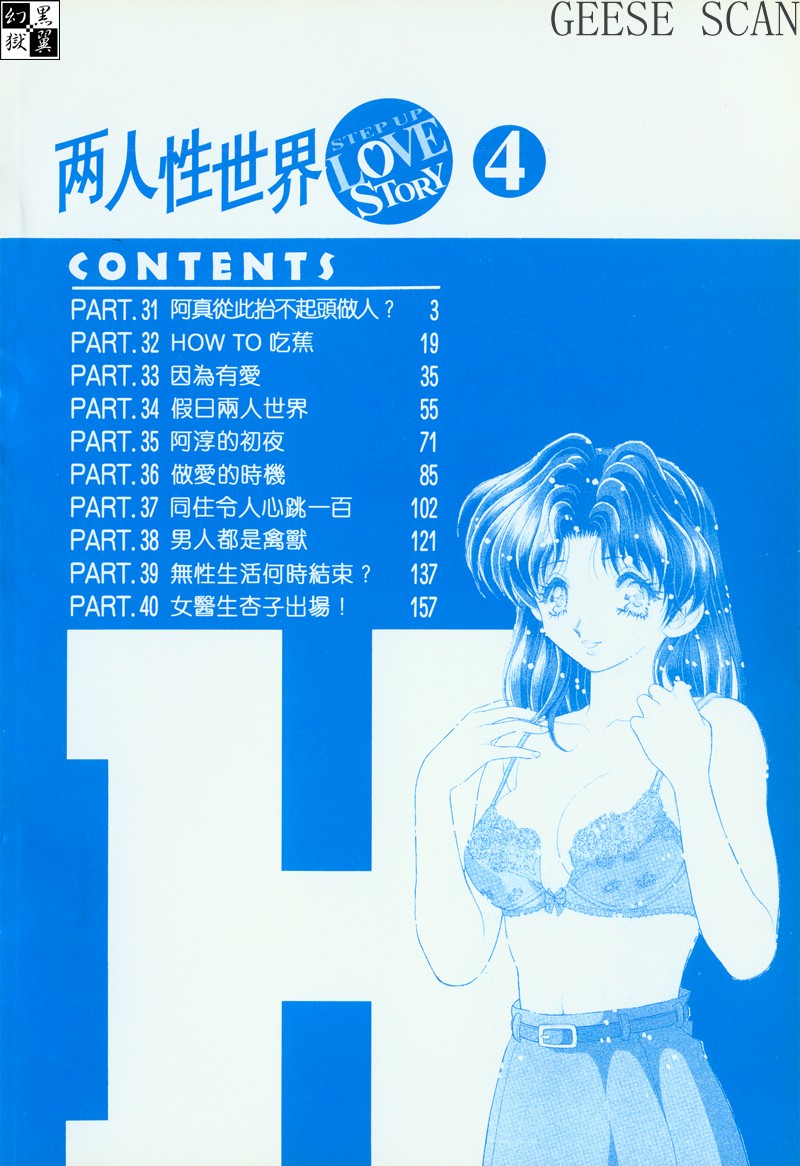 黑翼
幻獄
GEESE SCAN
两人性世界 STEP UP LOVE STORY 4
CONTENTS
PART.31 阿真從此抬不起頭做人？ 3
PART.32 HOW TO 吃蕉 19
PART.33 因為有愛 35
PART.34 假日兩人世界 55
PART.35 阿淳的初夜 71
PART.36 做愛的時機 85
PART.37 同住令人心跳一百 102
PART.38 男人都是禽獸 121
PART.39 無性生活何時結束？ 137
PART.40 女醫生杏子出場！ 157
H